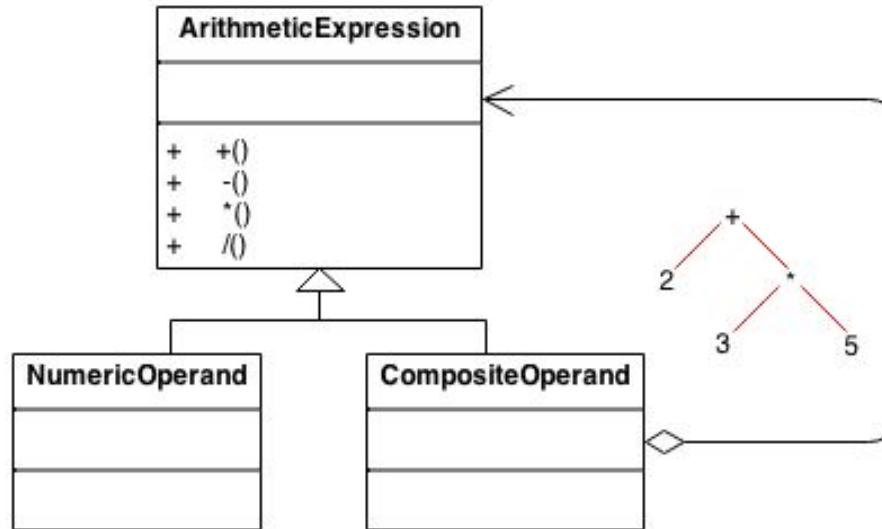 ArithmeticExpression
+ +()
+ -()
+ *()
+ /()
+
2
*
3 5
NumericOperand
CompositeOperand